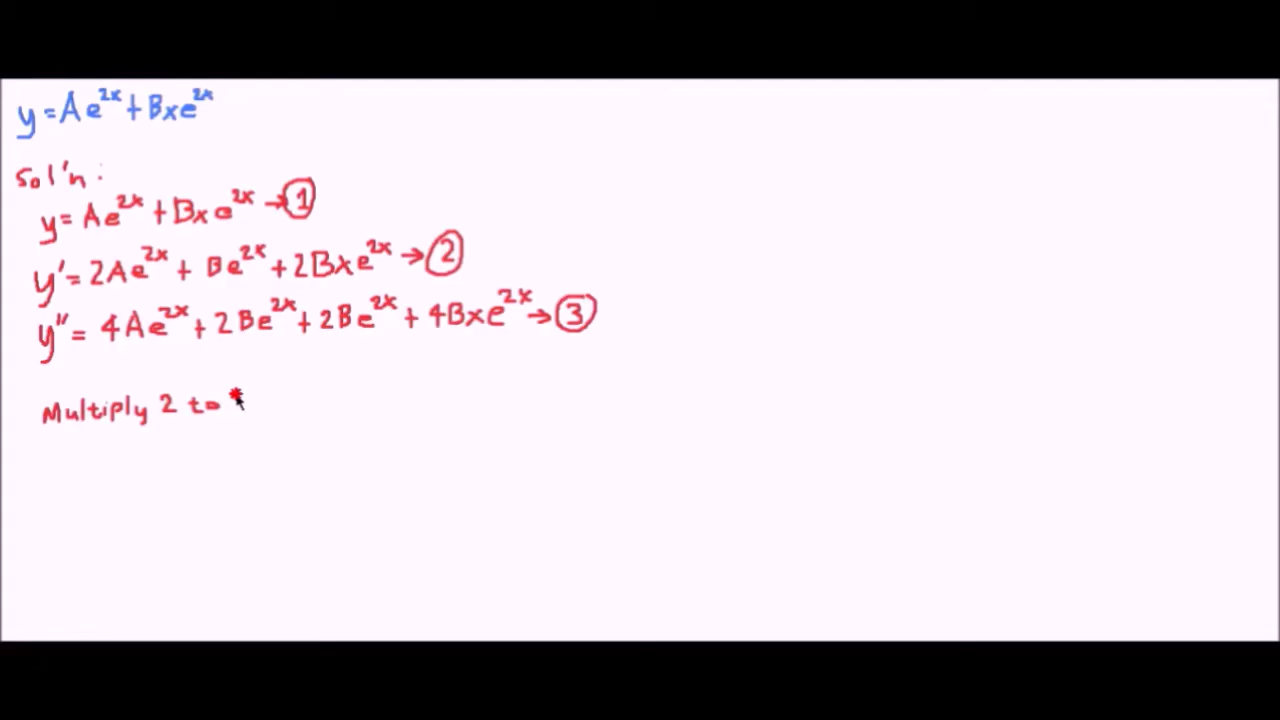 y=Ae^{2x}+Bxe^{2x}
Sol'n:
y=Ae^{2x}+Bxe^{2x}→①
y'=2Ae^{2x}+Be^{2x}+2Bxe^{2x}→②
y''=4Ae^{2x}+2Be^{2x}+2Be^{2x}+4Bxe^{2x}→③
Multiply 2 to